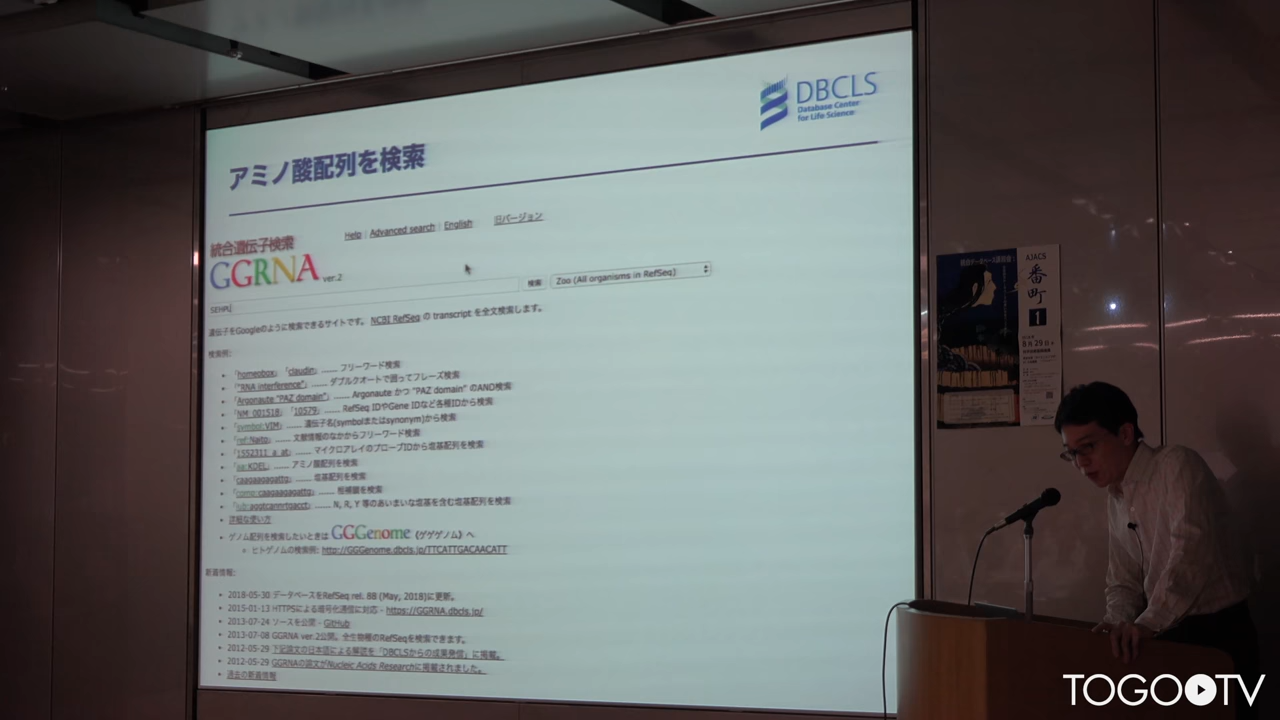 DBCLS
Database Center
for Life Science
アミノ酸配列を検索
Help | Advanced search | English 旧バージョン
統合遺伝子検索
GGRNA ver.2
検索 Zoo (All organisms in RefSeq)
遺伝子をGoogleのように検索できるサイトです。 NCBI RefSeq の transcript を全文検索します。
検索例:
「homeobox」 「claudin」 ...... フリーワード検索
「"RNA interference"」 ...... ダブルクオートで囲ってフレーズ検索
「Argonaute "PAZ domain"」 ...... Argonaute かつ "PAZ domain" のAND検索
「NM_001518」 「10579」 ...... RefSeq IDやGene IDなど各種IDから検索
「symbol:VIM」 ...... 遺伝子名(symbolまたはsynonym)から検索
「ref:Naito」 ...... 文献情報のなかからフリーワード検索
「1552311_a_at」 ...... マイクロアレイのプローブIDから塩基配列を検索
「aa:KDEL」 ...... アミノ酸配列を検索
「caagaagagattg」 ...... 塩基配列を検索
「comp:caagaagagattg」 ...... 相補鎖を検索
「iub:aggtcannrtgacct」 ...... N, R, Y 等のあいまいな塩基を含む塩基配列を検索
詳細な使い方
ゲノム配列を検索したいときは GGGenome 《ゲゲゲノム》 へ
ヒトゲノムの検索例: http://GGGenome.dbcls.jp/TTCATTGACAACATT
新着情報:
2018-05-30 データベースをRefSeq rel. 88 (May, 2018)に更新。
2015-01-13 HTTPSによる暗号化通信に対応 - https://GGRNA.dbcls.jp/
2013-07-24 ソースを公開 - GitHub
2013-07-08 GGRNA ver.2公開。全生物種のRefSeqを検索できます。
2012-05-29 下記論文の日本語による解説を「DBCLSからの成果発信」に掲載。
2012-05-29 GGRNAの論文がNucleic Acids Researchに掲載されました。
過去の新着情報
AJACS
番町
1
8月29日
TOGO TV